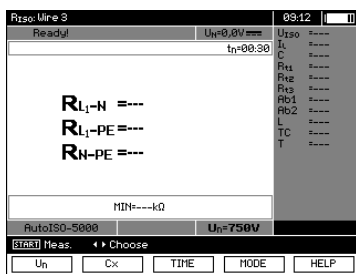 RISO: Wire 3 09:12
Ready! UN=0,0V
tn=00:30
RL1-N =---
RL1-PE =---
RN-PE =---
MIN=---kΩ
UISO =---
IL =---
C =---
Rt1 =---
Rt2 =---
Rt3 =---
Ab1 =---
Ab2 =---
L =---
TC =---
T =---
AutoISO-5000 Un=750V
START Meas. Choose
Un Cx TIME MODE HELP